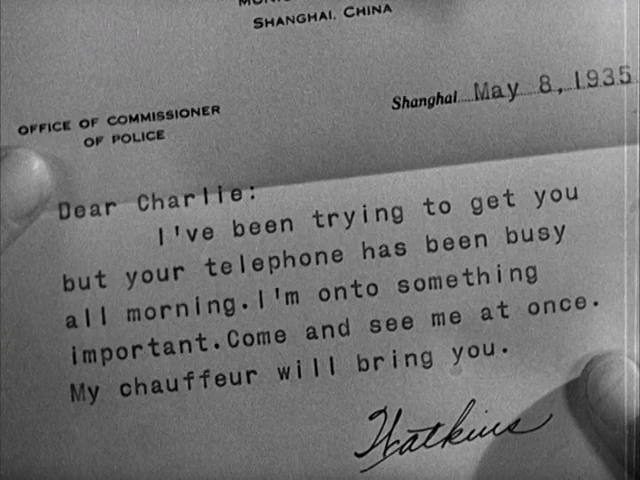 SHANGHAI, CHINA
Shanghai May 8, 1935
OFFICE OF COMMISSIONER
OF POLICE
Dear Charlie:
I've been trying to get you
but your telephone has been busy
all morning.I'm onto something
important.Come and see me at once.
My chauffeur will bring you.
Watkins